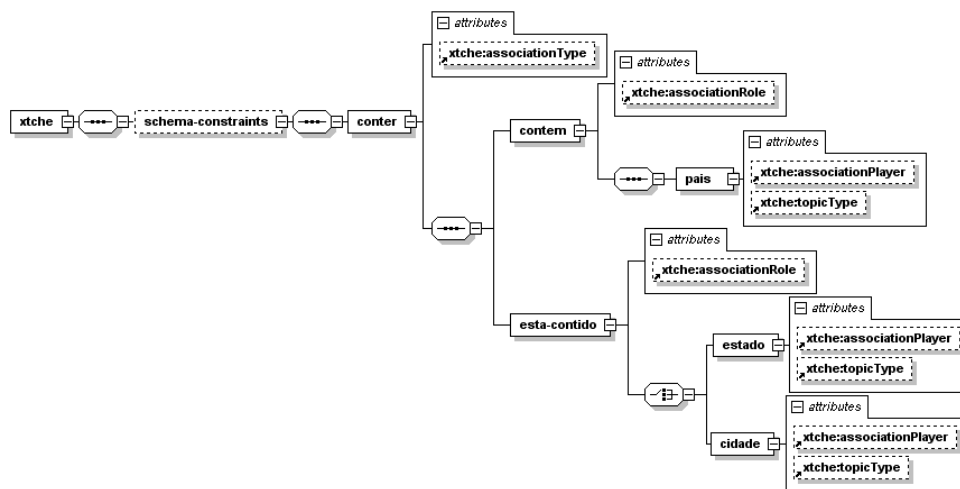 attributes
xtche:associationType
attributes
xtche:associationRole
xtche
schema-constraints
conter
contem
attributes
xtche:associationPlayer
pais
xtche:topicType
attributes
xtche:associationRole
attributes
esta-contido
estado
xtche:associationPlayer
xtche:topicType
attributes
cidade
xtche:associationPlayer
xtche:topicType